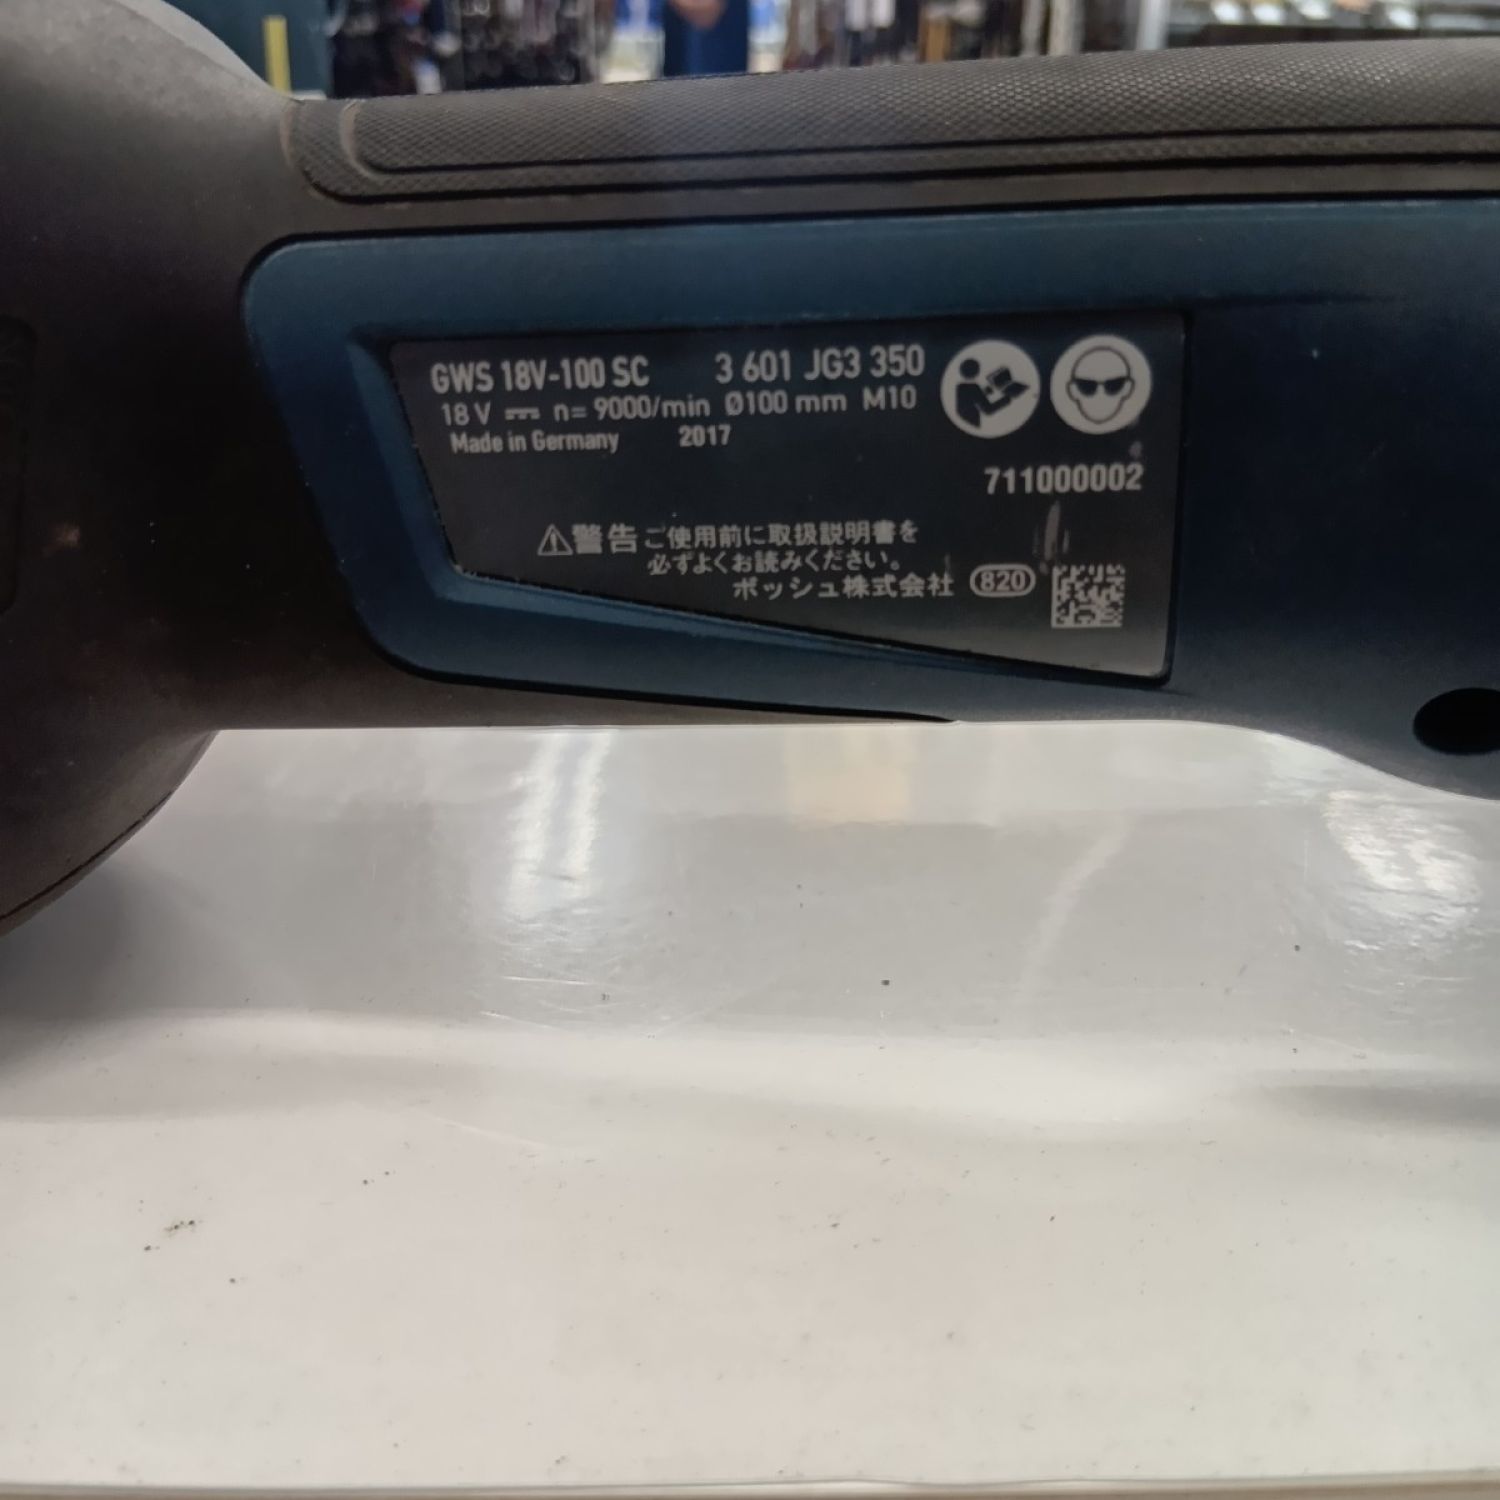 GWS 18V-100 SC 3 601 JG3 350
18 V ⎓ n= 9000/min Ø100 mm M10
Made in Germany 2017
711000002
⚠警告 ご使用前に取扱説明書を
必ずよくお読みください。
ボッシュ株式会社 820